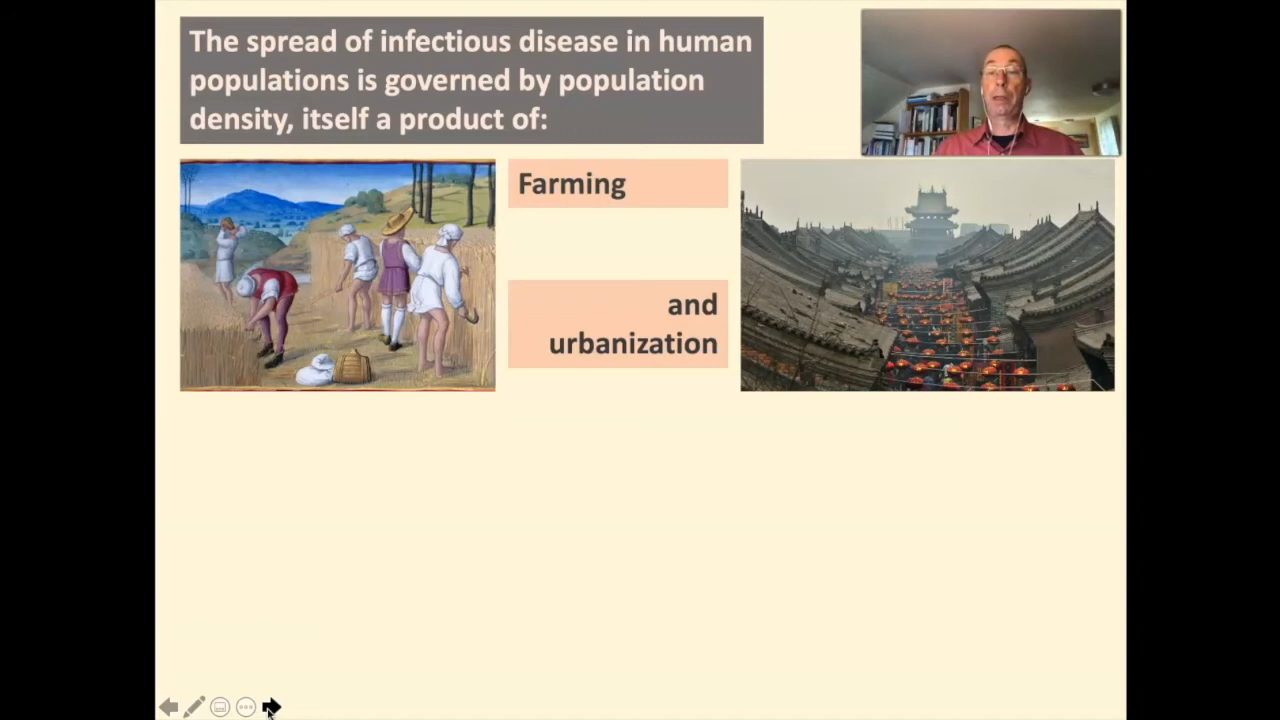 The spread of infectious disease in human
populations is governed by population
density, itself a product of:
Farming
and
urbanization